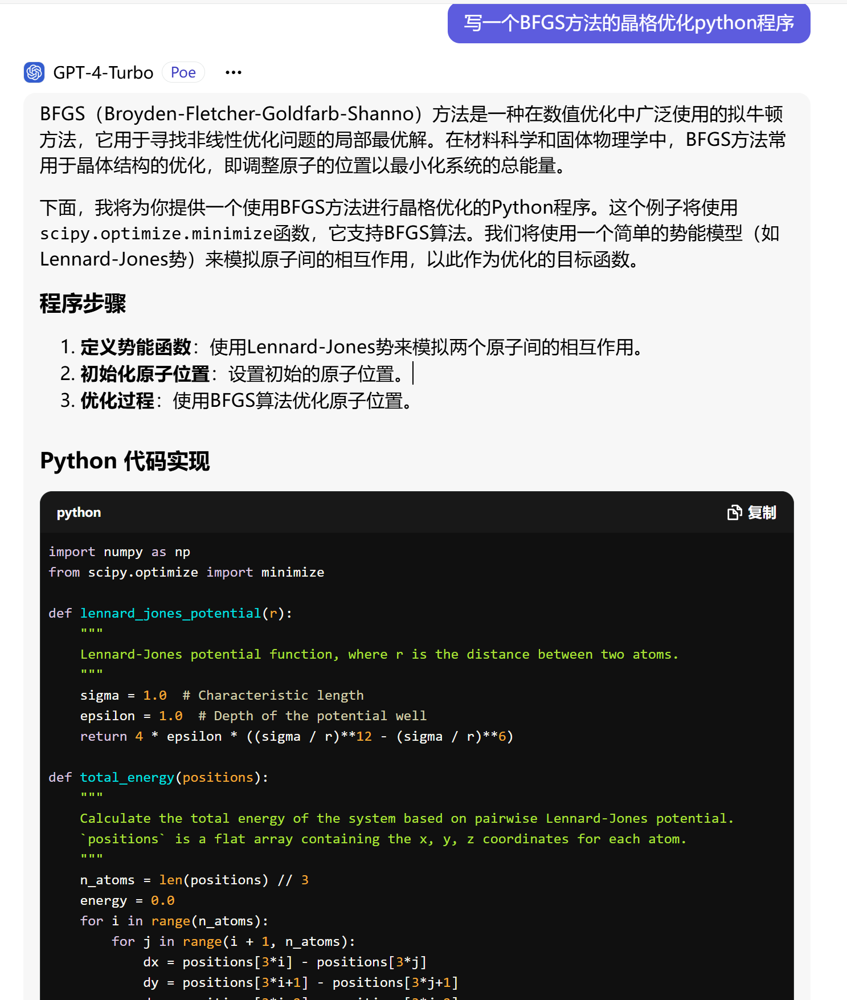 写一个BFGS方法的晶格优化python程序
GPT-4-Turbo Poe ···
BFGS（Broyden-Fletcher-Goldfarb-Shanno）方法是一种在数值优化中广泛使用的拟牛顿
方法，它用于寻找非线性优化问题的局部最优解。在材料科学和固体物理学中，BFGS方法常
用于晶体结构的优化，即调整原子的位置以最小化系统的总能量。
下面，我将为你提供一个使用BFGS方法进行晶格优化的Python程序。这个例子将使用
scipy.optimize.minimize函数，它支持BFGS算法。我们将使用一个简单的势能模型（如
Lennard-Jones势）来模拟原子间的相互作用，以此作为优化的目标函数。
程序步骤
1. 定义势能函数：使用Lennard-Jones势来模拟两个原子间的相互作用。
2. 初始化原子位置：设置初始的原子位置。
3. 优化过程：使用BFGS算法优化原子位置。
Python 代码实现
python 复制
import numpy as np
from scipy.optimize import minimize
def lennard_jones_potential(r):
    """
    Lennard-Jones potential function, where r is the distance between two atoms.
    """
    sigma = 1.0  # Characteristic length
    epsilon = 1.0  # Depth of the potential well
    return 4 * epsilon * ((sigma / r)**12 - (sigma / r)**6)
def total_energy(positions):
    """
    Calculate the total energy of the system based on pairwise Lennard-Jones potential.
    `positions` is a flat array containing the x, y, z coordinates for each atom.
    """
    n_atoms = len(positions) // 3
    energy = 0.0
    for i in range(n_atoms):
        for j in range(i + 1, n_atoms):
            dx = positions[3*i] - positions[3*j]
            dy = positions[3*i+1] - positions[3*j+1]